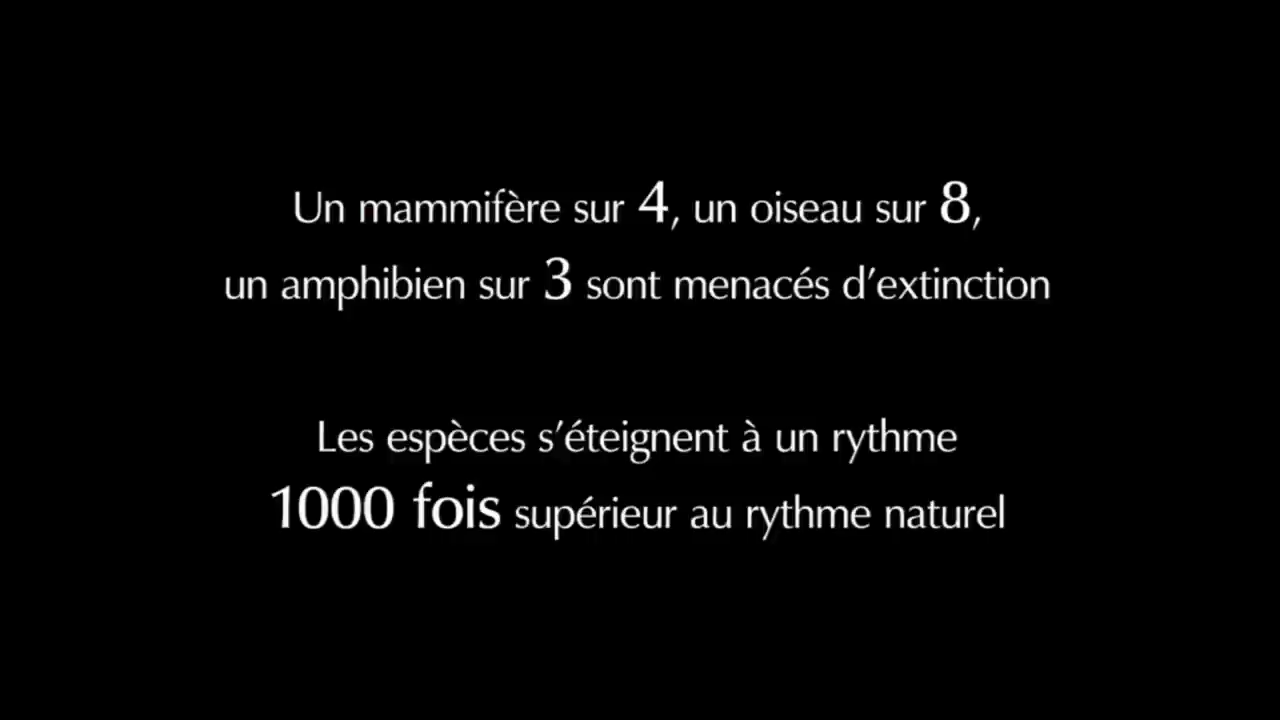 Un mammifère sur 4, un oiseau sur 8,
un amphibien sur 3 sont menacés d’extinction
Les espèces s’éteignent à un rythme
1000 fois supérieur au rythme naturel